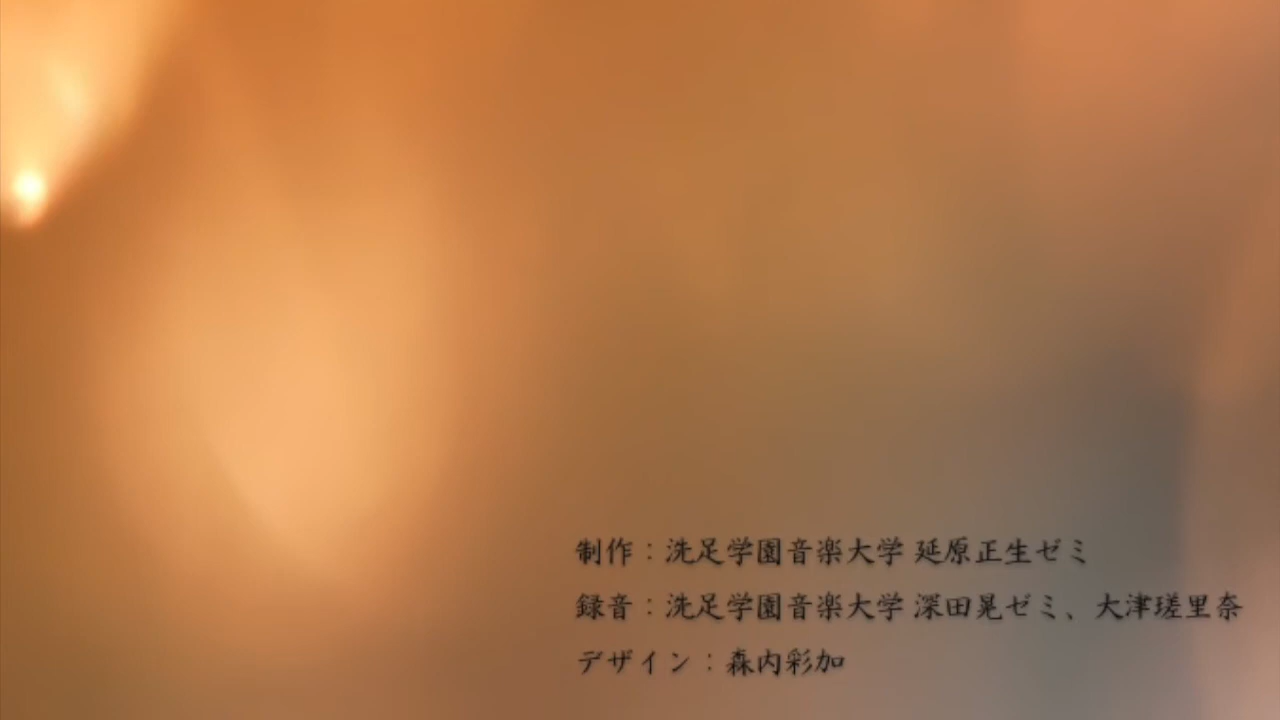 制作：洗足学園音楽大学 延原正生ゼミ
録音：洗足学園音楽大学 深田晃ゼミ、大津瑳里奈
デザイン：森内彩加